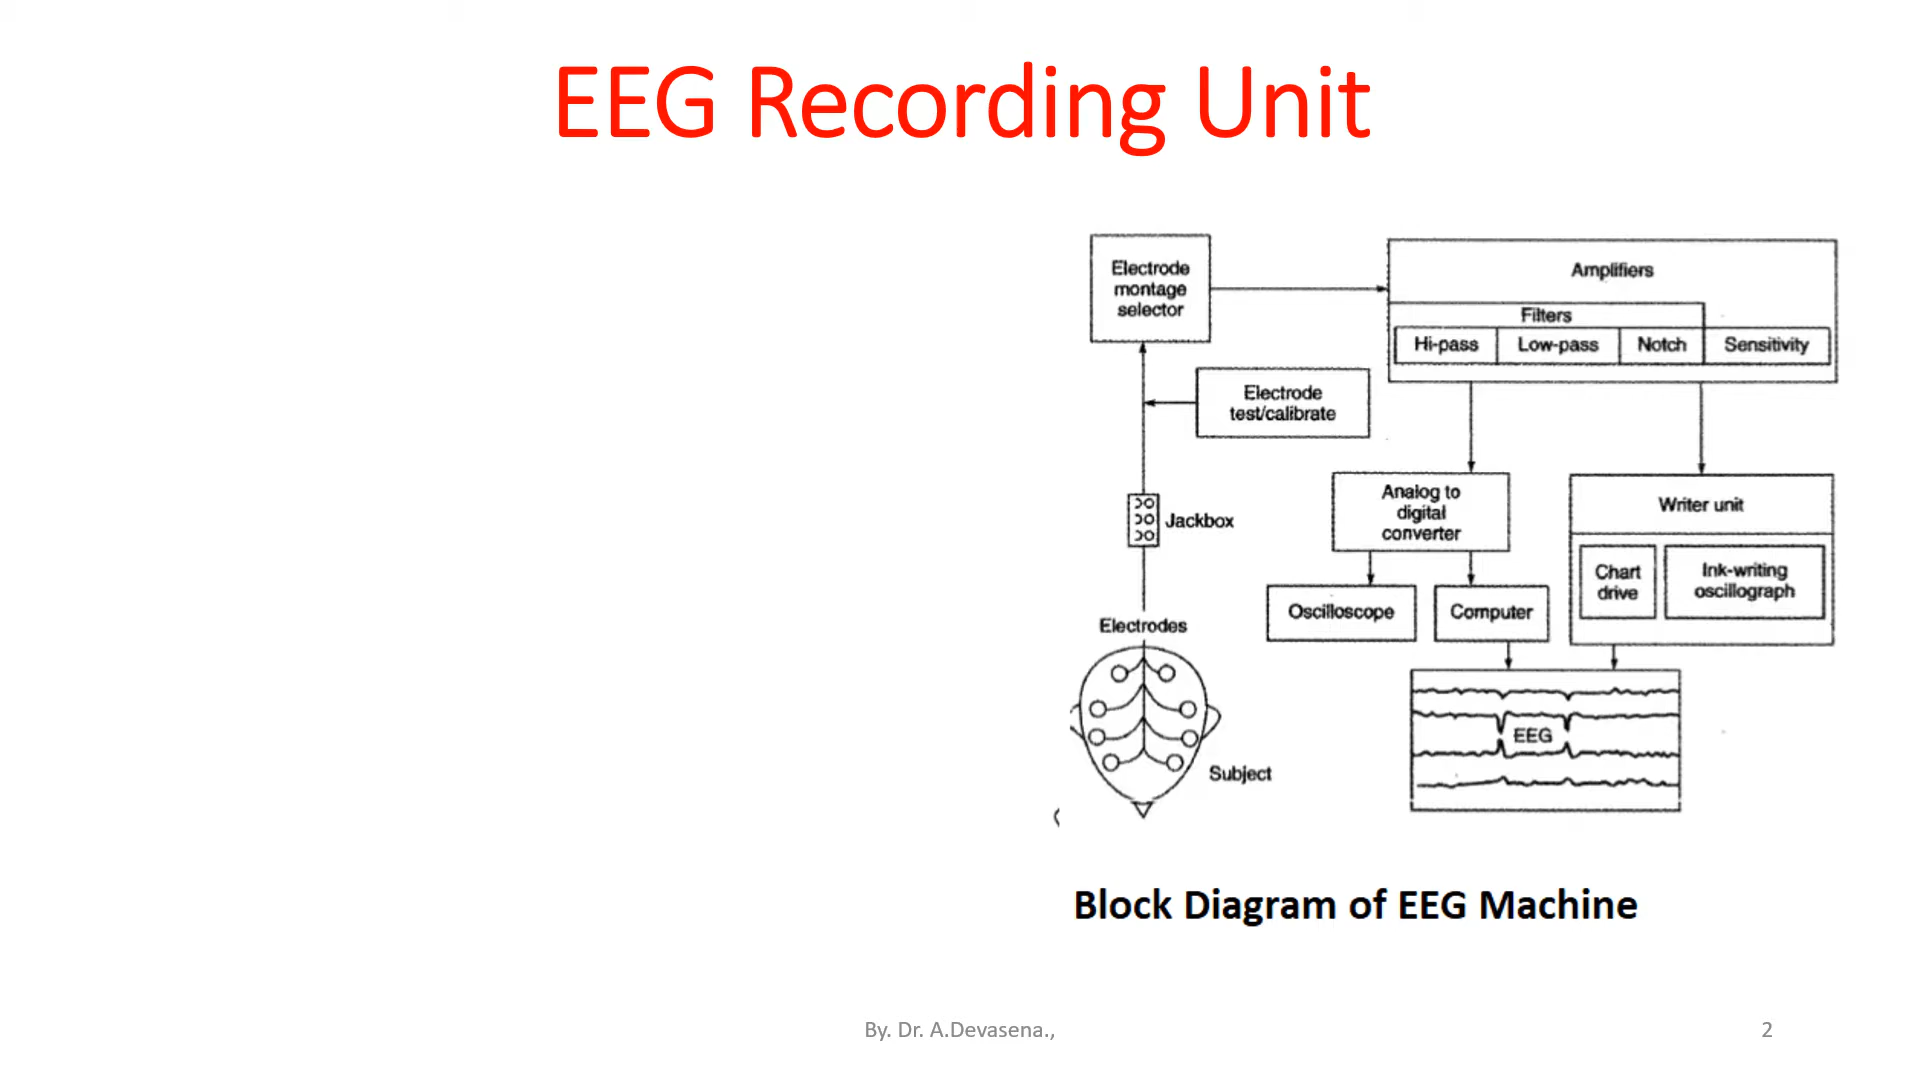 EEG Recording Unit
Electrode
montage
selector
Amplifiers
Filters
Hi-pass
Low-pass
Notch
Sensitivity
Electrode
test/calibrate
Jackbox
Analog to
digital
converter
Writer unit
Chart
drive
Ink-writing
oscillograph
Oscilloscope
Computer
Electrodes
EEG
Subject
Block Diagram of EEG Machine
By. Dr. A.Devasena.,
2